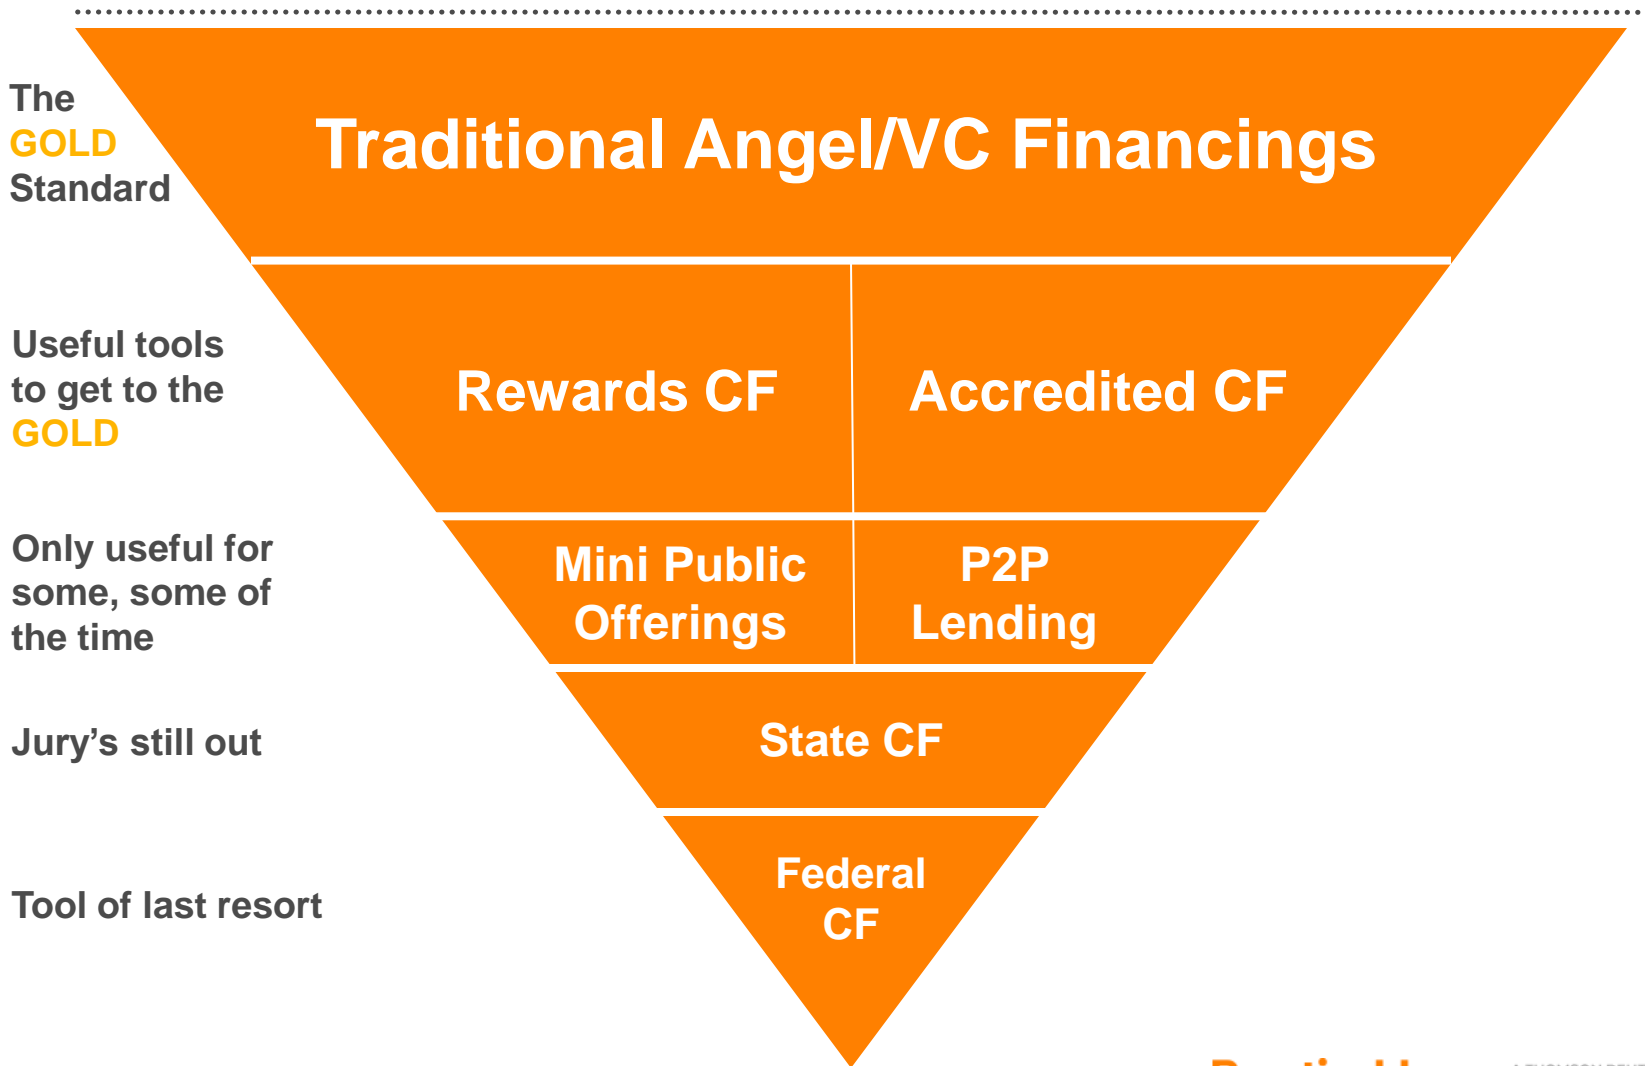 The
GOLD
Standard
Traditional Angel/VC Financings
Useful tools
to get to the
GOLD
Rewards CF
Accredited CF
Only useful for
some, some of
the time
Mini Public
Offerings
P2P
Lending
Jury’s still out
State CF
Tool of last resort
Federal
CF